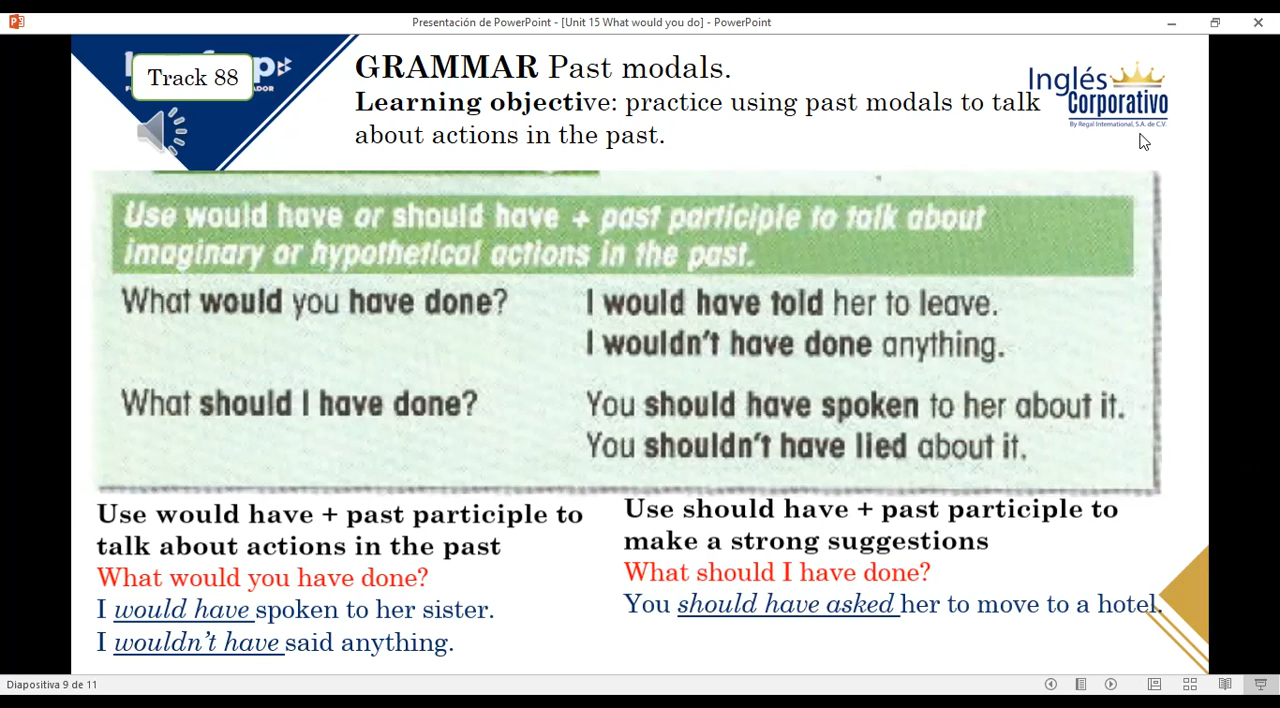 Presentación de PowerPoint - [Unit 15 What would you do] - PowerPoint
Track 88
GRAMMAR Past modals.
Learning objective: practice using past modals to talk
about actions in the past.
Inglés
Corporativo
By Regal International, S.A. de C.V.
Use would have or should have + past participle to talk about
imaginary or hypothetical actions in the past.
What would you have done?
I would have told her to leave.
I wouldn't have done anything.
What should I have done?
You should have spoken to her about it.
You shouldn't have lied about it.
Use would have + past participle to
talk about actions in the past
What would you have done?
I would have spoken to her sister.
I wouldn't have said anything.
Use should have + past participle to
make a strong suggestions
What should I have done?
You should have asked her to move to a hotel.
Diapositiva 9 de 11